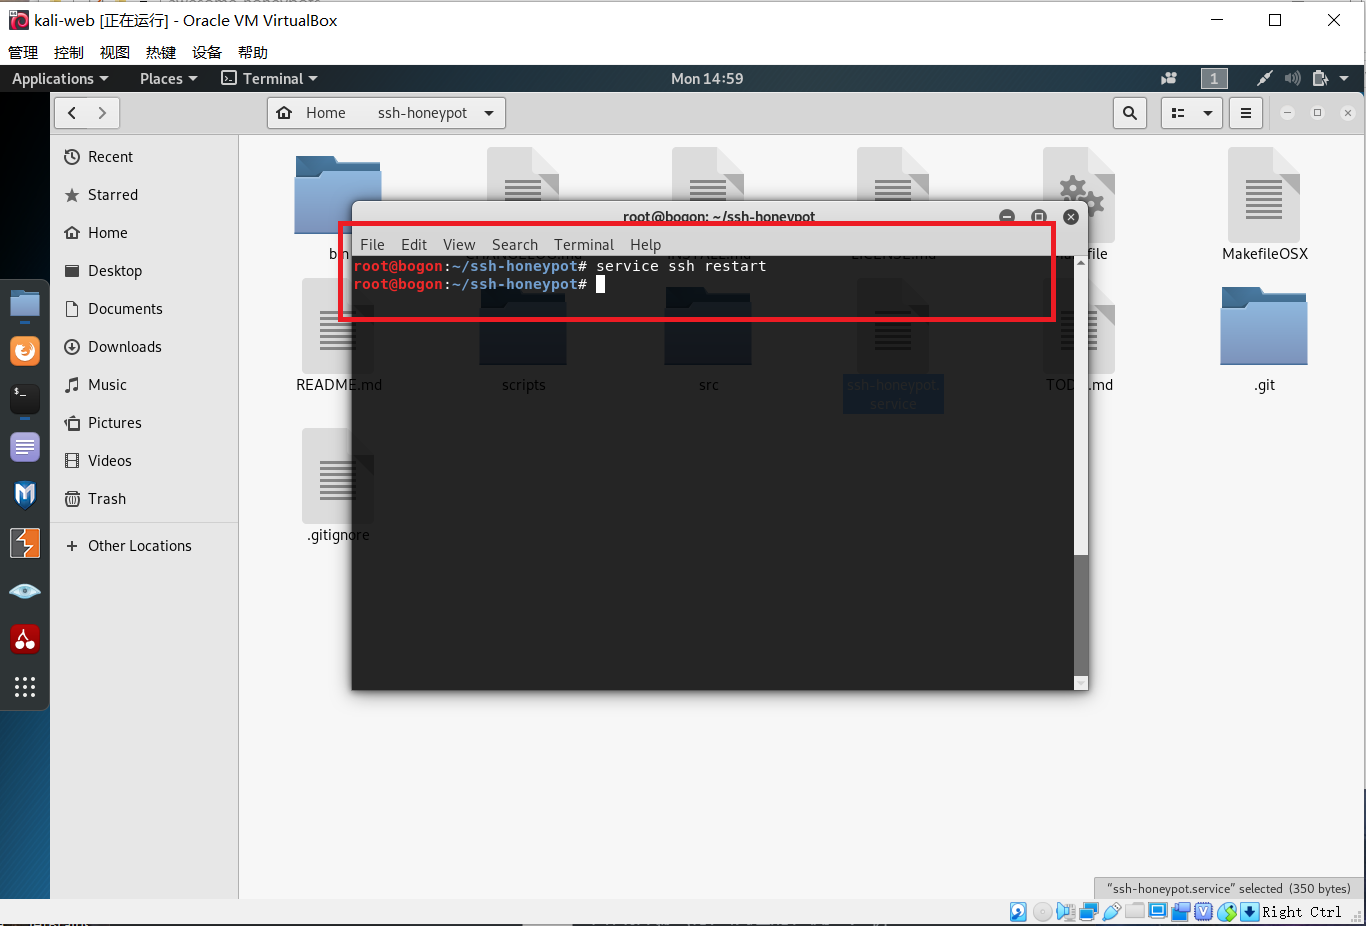 kali-web [正在运行] - Oracle VM VirtualBox
管理 控制 视图 热键 设备 帮助
Applications Places Terminal Mon 14:59 1
Home ssh-honeypot
Recent
Starred
Home
Desktop
Documents
Downloads
Music
Pictures
Videos
Trash
Other Locations
MakefileOSX
root@bogon: ~/ssh-honeypot
File Edit View Search Terminal Help
root@bogon:~/ssh-honeypot# service ssh restart
root@bogon:~/ssh-honeypot#
README.md scripts src ssh-honeypot.service TODO.md .git
.gitignore
"ssh-honeypot.service" selected (350 bytes)
Right Ctrl